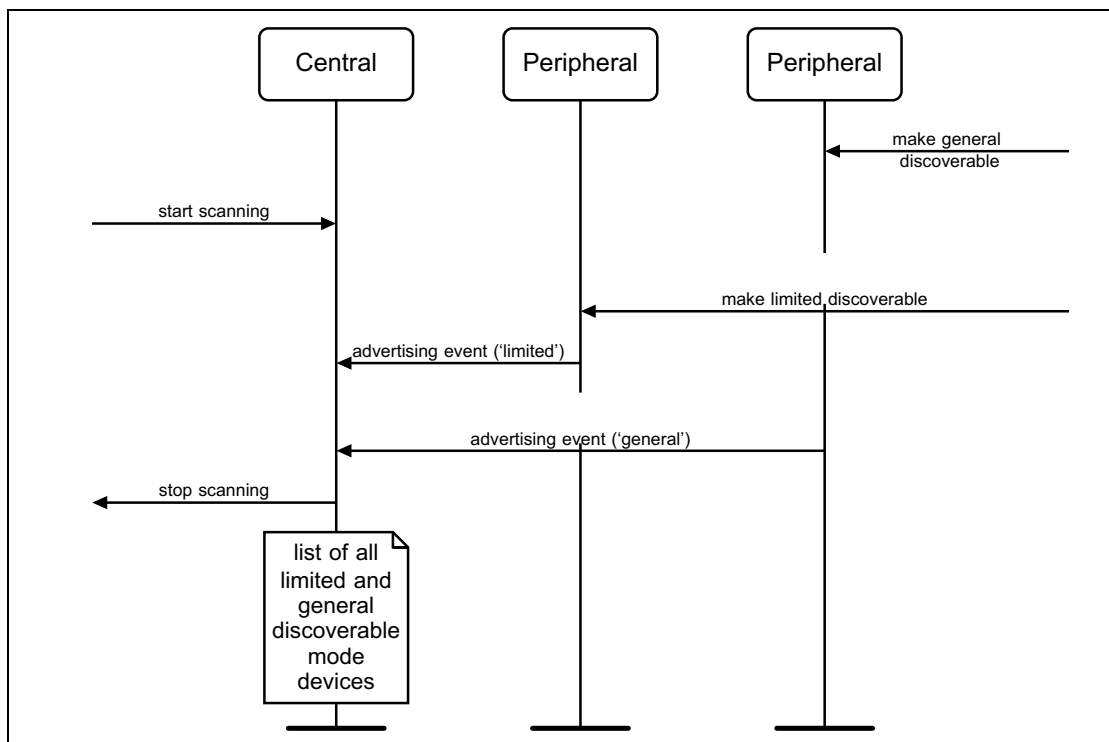 Central
Peripheral
Peripheral
make general
discoverable
start scanning
make limited discoverable
advertising event (‘limited’)
advertising event (‘general’)
stop scanning
list of all
limited and
general
discoverable
mode
devices